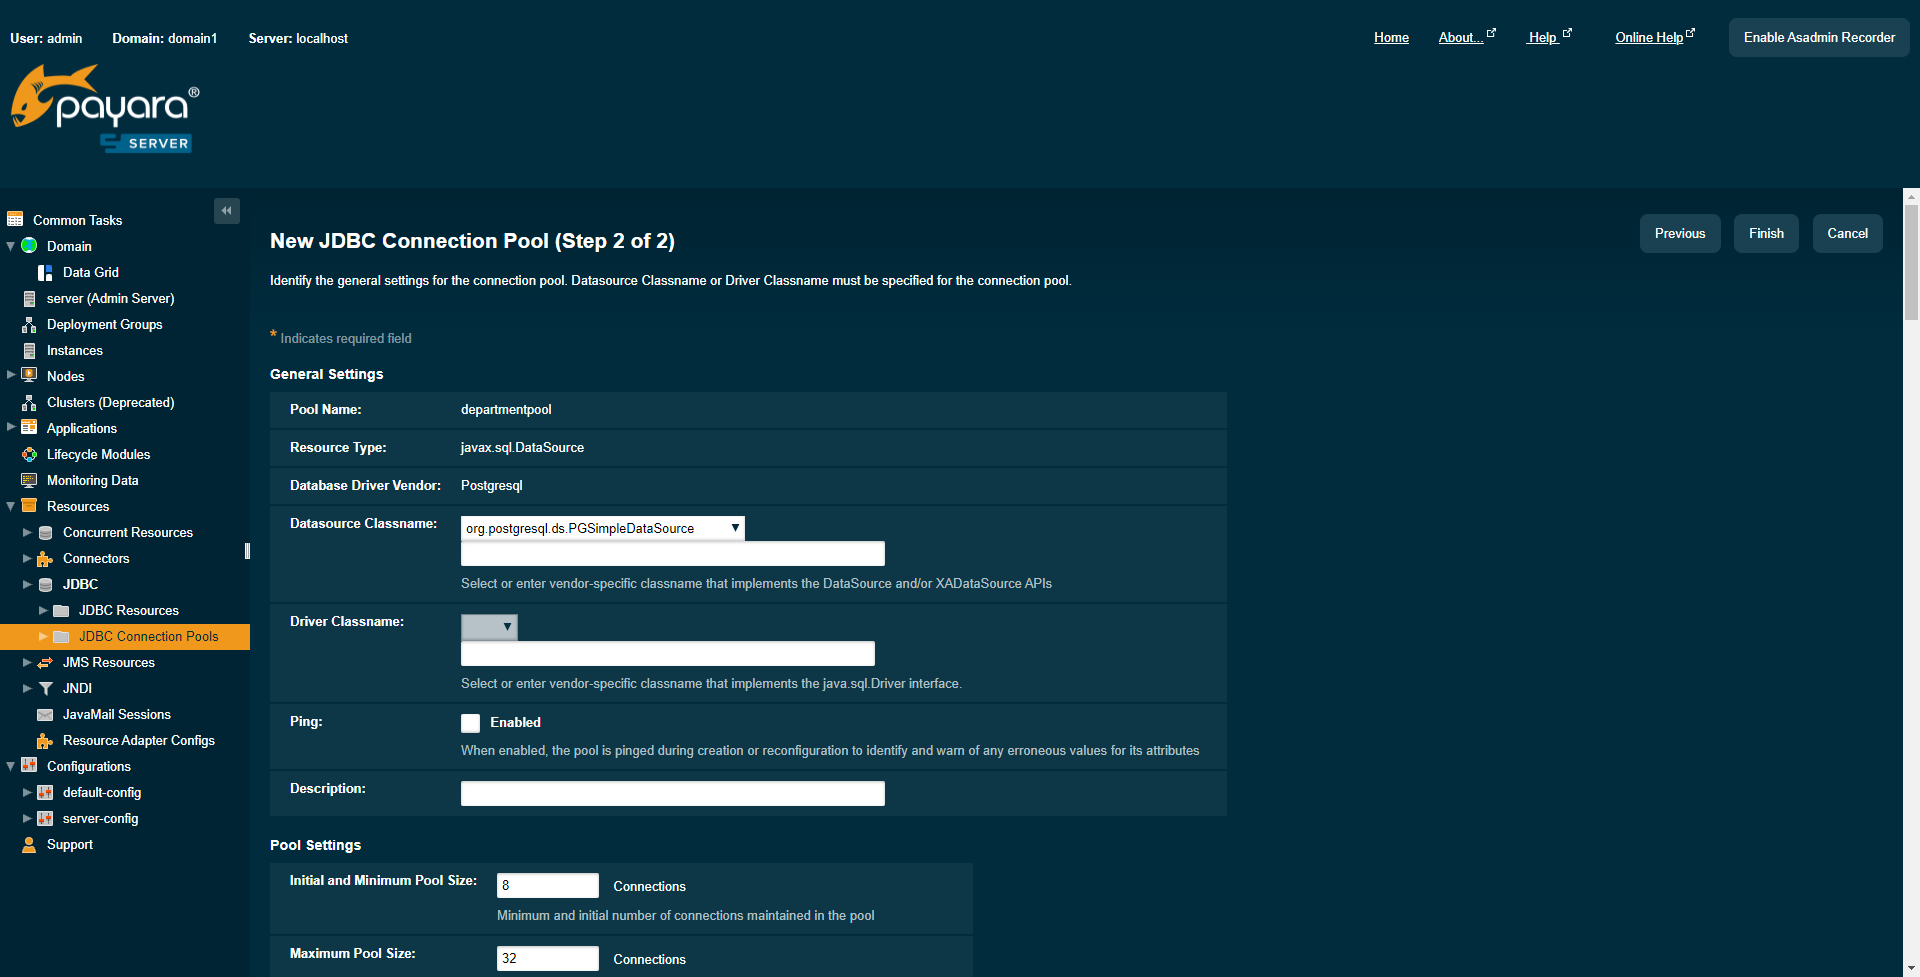 User: admin Domain: domain1 Server: localhost
Home About... Help Online Help Enable Asadmin Recorder
payara®
SERVER
Common Tasks
Domain
Data Grid
server (Admin Server)
Deployment Groups
Instances
Nodes
Clusters (Deprecated)
Applications
Lifecycle Modules
Monitoring Data
Resources
Concurrent Resources
Connectors
JDBC
JDBC Resources
JDBC Connection Pools
JMS Resources
JNDI
JavaMail Sessions
Resource Adapter Configs
Configurations
default-config
server-config
Support
New JDBC Connection Pool (Step 2 of 2)
Previous Finish Cancel
Identify the general settings for the connection pool. Datasource Classname or Driver Classname must be specified for the connection pool.
* Indicates required field
General Settings
Pool Name: departmentpool
Resource Type: javax.sql.DataSource
Database Driver Vendor: Postgresql
Datasource Classname: org.postgresql.ds.PGSimpleDataSource
Select or enter vendor-specific classname that implements the DataSource and/or XADataSource APIs
Driver Classname:
Select or enter vendor-specific classname that implements the java.sql.Driver interface.
Ping: Enabled
When enabled, the pool is pinged during creation or reconfiguration to identify and warn of any erroneous values for its attributes
Description:
Pool Settings
Initial and Minimum Pool Size: 8 Connections
Minimum and initial number of connections maintained in the pool
Maximum Pool Size: 32 Connections